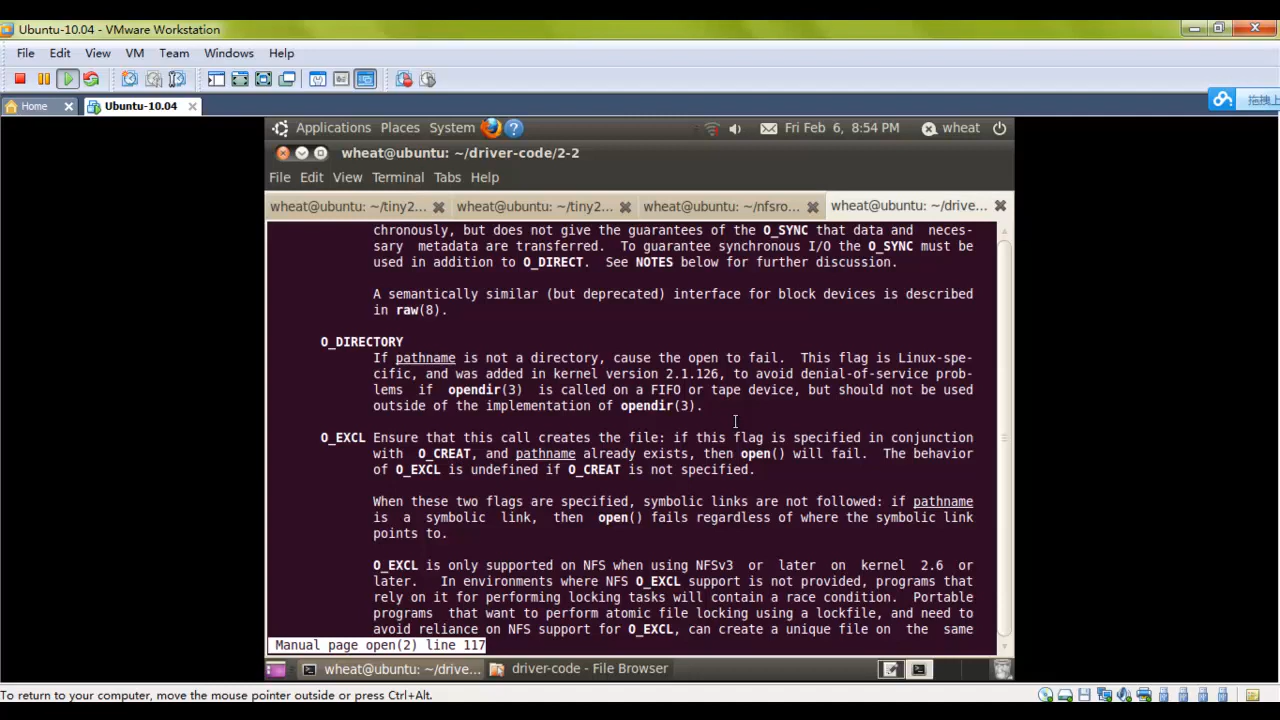 Ubuntu-10.04 - VMware Workstation
File Edit View VM Team Windows Help
Home Ubuntu-10.04
拖拽上
Applications Places System Fri Feb 6, 8:54 PM wheat
wheat@ubuntu: ~/driver-code/2-2
File Edit View Terminal Tabs Help
wheat@ubuntu: ~/tiny2... wheat@ubuntu: ~/tiny2... wheat@ubuntu: ~/nfsro... wheat@ubuntu: ~/drive...
chronously, but does not give the guarantees of the O_SYNC that data and neces-
sary metadata are transferred. To guarantee synchronous I/O the O_SYNC must be
used in addition to O_DIRECT. See NOTES below for further discussion.
A semantically similar (but deprecated) interface for block devices is described
in raw(8).
O_DIRECTORY
If pathname is not a directory, cause the open to fail. This flag is Linux-spe-
cific, and was added in kernel version 2.1.126, to avoid denial-of-service prob-
lems if opendir(3) is called on a FIFO or tape device, but should not be used
outside of the implementation of opendir(3).
O_EXCL Ensure that this call creates the file: if this flag is specified in conjunction
with O_CREAT, and pathname already exists, then open() will fail. The behavior
of O_EXCL is undefined if O_CREAT is not specified.
When these two flags are specified, symbolic links are not followed: if pathname
is a symbolic link, then open() fails regardless of where the symbolic link
points to.
O_EXCL is only supported on NFS when using NFSv3 or later on kernel 2.6 or
later. In environments where NFS O_EXCL support is not provided, programs that
rely on it for performing locking tasks will contain a race condition. Portable
programs that want to perform atomic file locking using a lockfile, and need to
avoid reliance on NFS support for O_EXCL, can create a unique file on the same
Manual page open(2) line 117
wheat@ubuntu: ~/drive... driver-code - File Browser
To return to your computer, move the mouse pointer outside or press Ctrl+Alt.